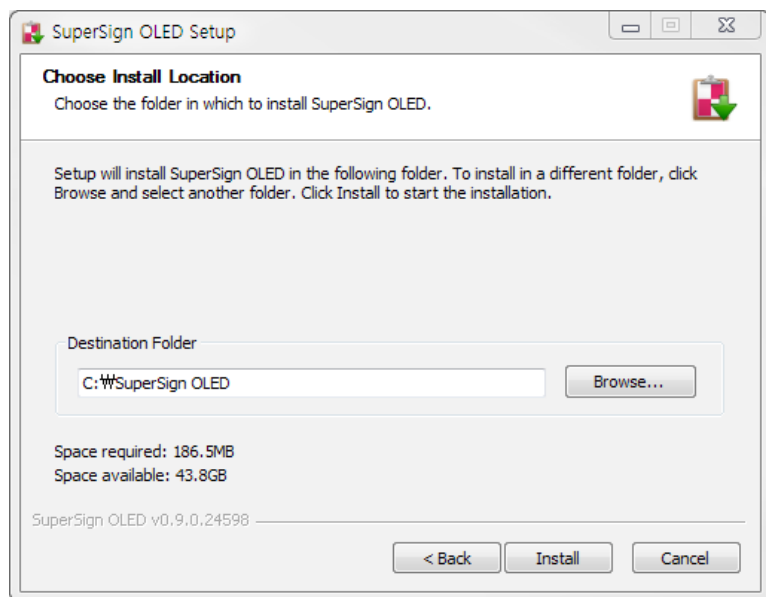 SuperSign OLED Setup
Choose Install Location
Choose the folder in which to install SuperSign OLED.
Setup will install SuperSign OLED in the following folder. To install in a different folder, click
Browse and select another folder. Click Install to start the installation.
Destination Folder
C:₩SuperSign OLED
Browse...
Space required: 186.5MB
Space available: 43.8GB
SuperSign OLED v0.9.0.24598
< Back
Install
Cancel